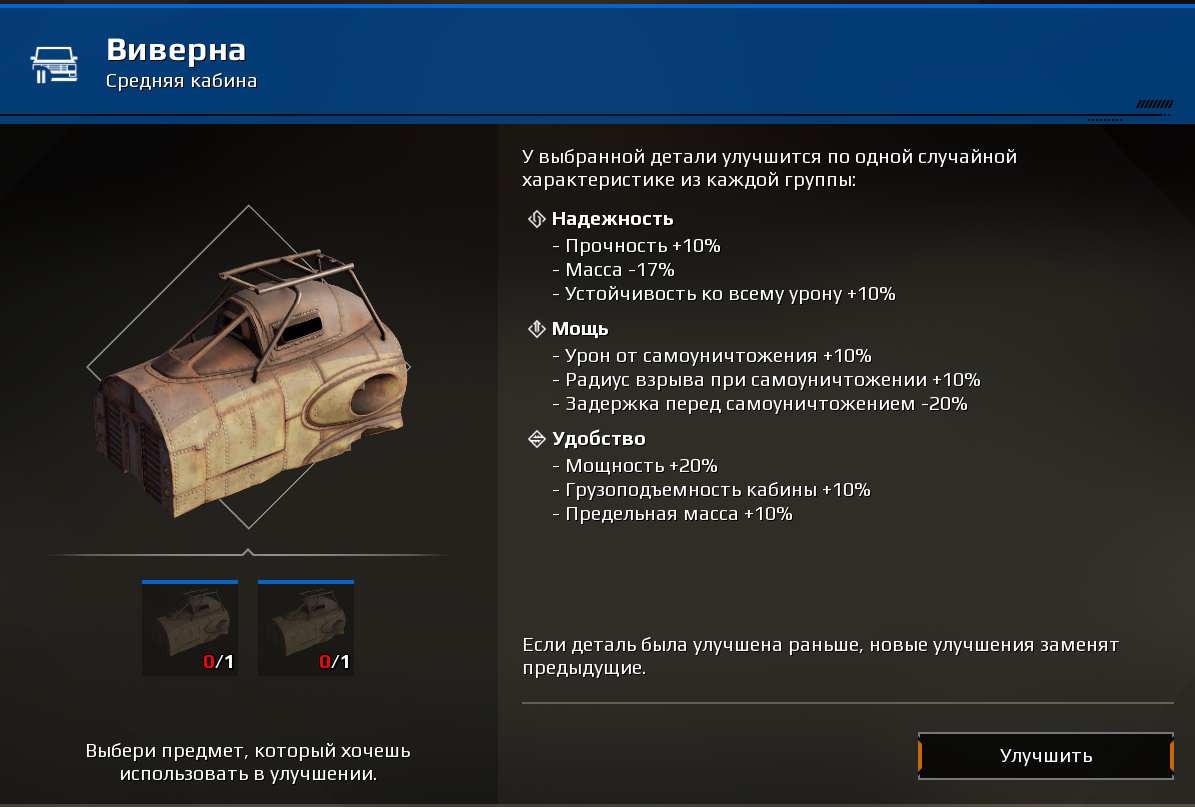 Виверна
Средняя кабина
У выбранной детали улучшится по одной случайной
характеристике из каждой группы:
Надежность
- Прочность +10%
- Масса -17%
- Устойчивость ко всему урону +10%
Мощь
- Урон от самоуничтожения +10%
- Радиус взрыва при самоуничтожении +10%
- Задержка перед самоуничтожением -20%
Удобство
- Мощность +20%
- Грузоподъемность кабины +10%
- Предельная масса +10%
0/1
0/1
Если деталь была улучшена раньше, новые улучшения заменят
предыдущие.
Выбери предмет, который хочешь
использовать в улучшении.
Улучшить